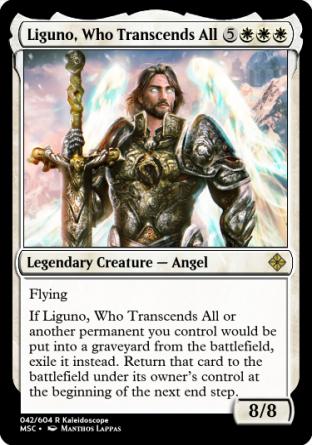 Liguno, Who Transcends All 5
Legendary Creature — Angel
Flying
If Liguno, Who Transcends All or
another permanent you control would be
put into a graveyard from the battlefield,
exile it instead. Return that card to the
battlefield under its owner's control at
the beginning of the next end step.
8/8
042/604 R Kaleidoscope
MSC • Manthos Lappas